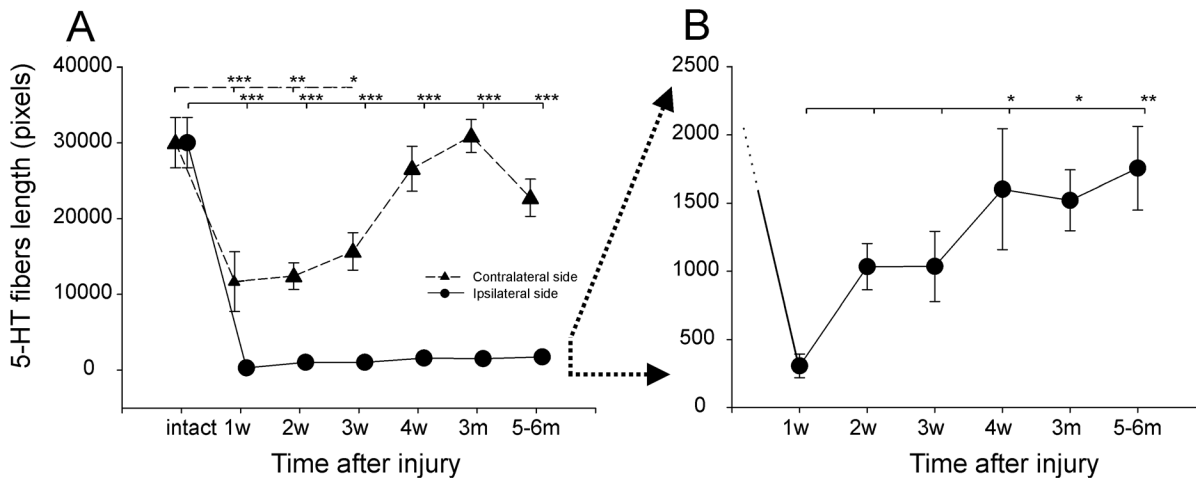 A
5-HT fibers length (pixels)
40000
30000
20000
10000
0
*** ** *
*** *** *** *** *** ***
Contralateral side
Ipsilateral side
intact 1w 2w 3w 4w 3m 5-6m
Time after injury
B
2500
2000
1500
1000
500
0
* * **
1w 2w 3w 4w 3m 5-6m
Time after injury